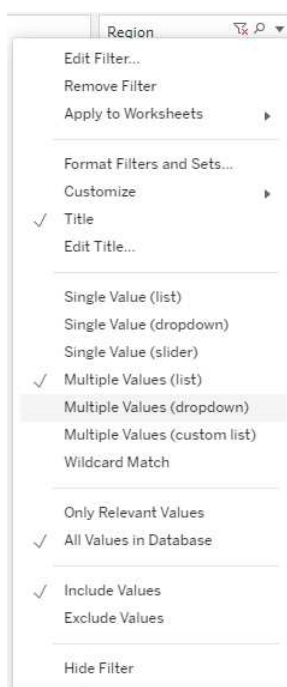 Region
Edit Filter...
Remove Filter
Apply to Worksheets
Format Filters and Sets...
Customize
Title
Edit Title...
Single Value (list)
Single Value (dropdown)
Single Value (slider)
Multiple Values (list)
Multiple Values (dropdown)
Multiple Values (custom list)
Wildcard Match
Only Relevant Values
All Values in Database
Include Values
Exclude Values
Hide Filter